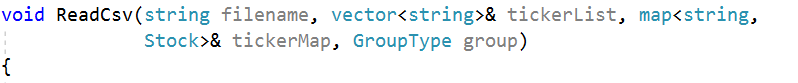 void ReadCsv(string filename, vector<string>& tickerList, map<string,
Stock>& tickerMap, GroupType group)
{